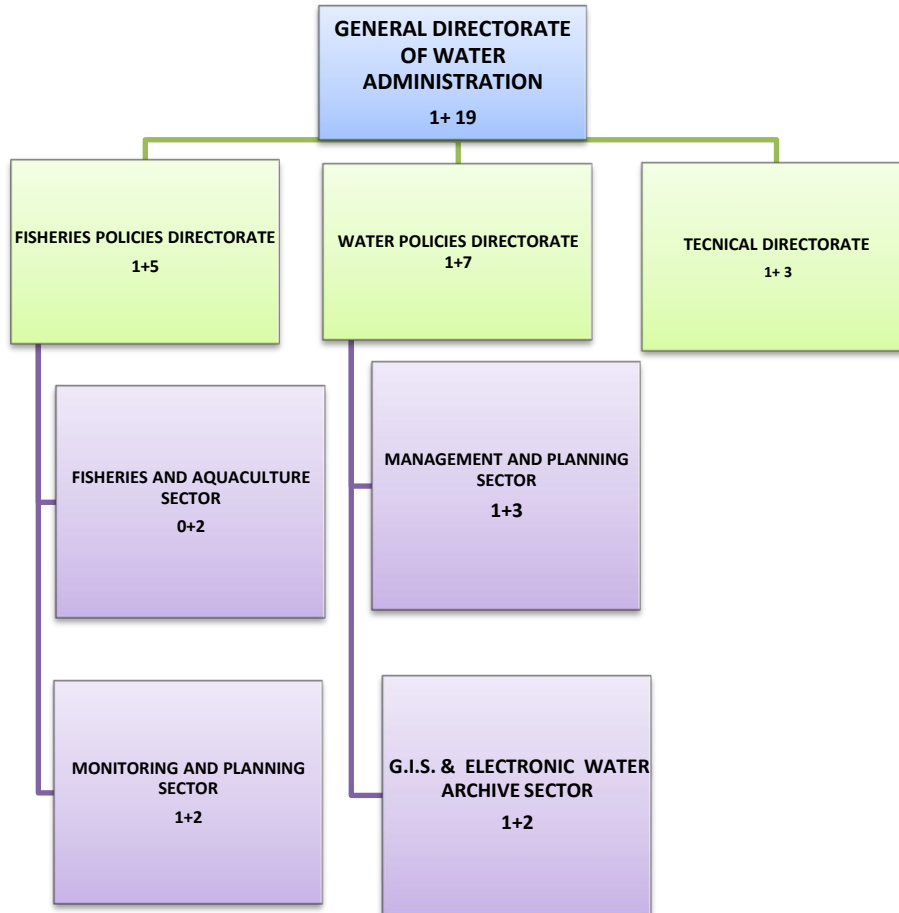 GENERAL DIRECTORATE
OF WATER
ADMINISTRATION
1+ 19
FISHERIES POLICIES DIRECTORATE
1+5
WATER POLICIES DIRECTORATE
1+7
TECNICAL DIRECTORATE
1+ 3
FISHERIES AND AQUACULTURE
SECTOR
0+2
MANAGEMENT AND PLANNING
SECTOR
1+3
MONITORING AND PLANNING
SECTOR
1+2
G.I.S. & ELECTRONIC WATER
ARCHIVE SECTOR
1+2